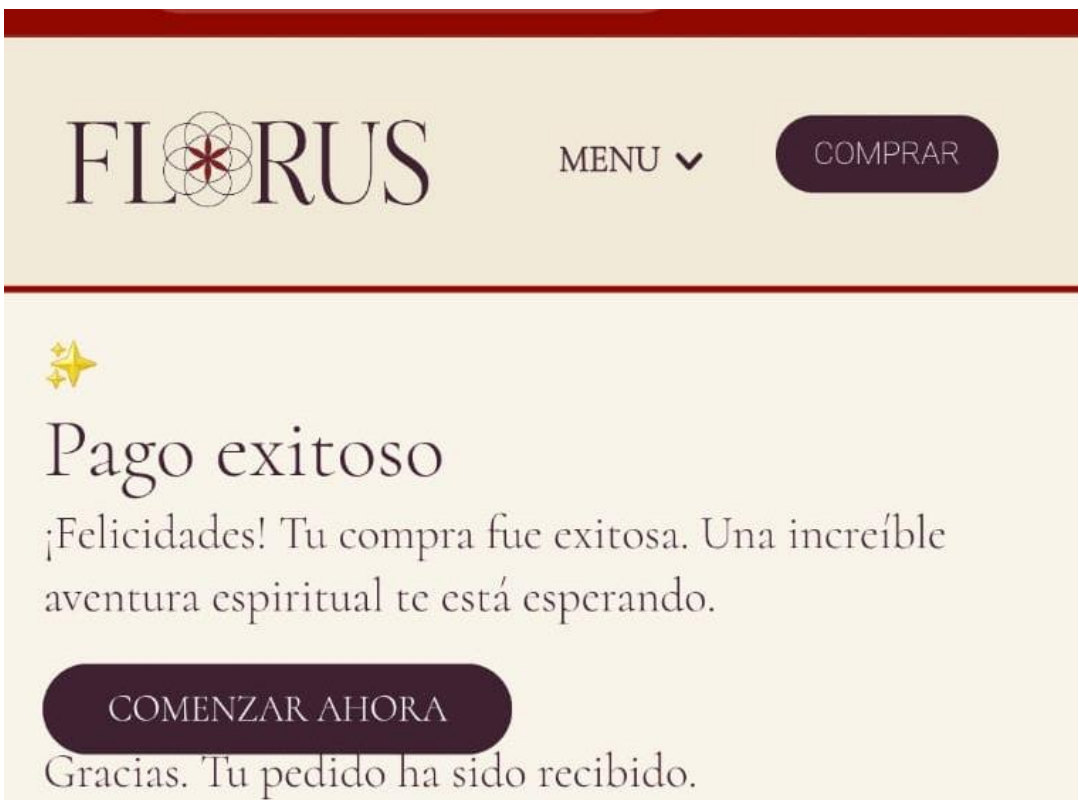 FLORUS
MENU
COMPRAR
Pago exitoso
¡Felicidades! Tu compra fue exitosa. Una increíble
aventura espiritual te está esperando.
COMENZAR AHORA
Gracias. Tu pedido ha sido recibido.